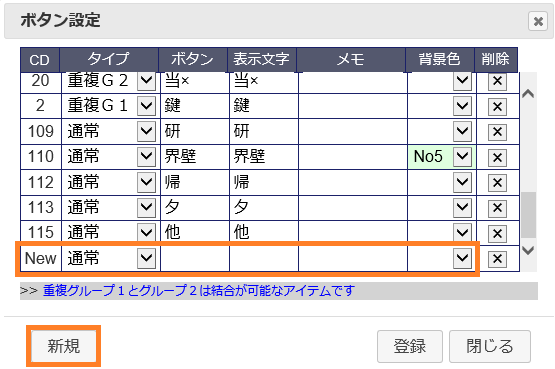 ボタン設定
CD タイプ ボタン 表示文字 メモ 背景色 削除
20 重複G2 当× 当×
2 重複G1 鍵 鍵
109 通常 研 研
110 通常 界壁 界壁 No5
112 通常 帰 帰
113 通常 夕 夕
115 通常 他 他
New 通常
>> 重複グループ1とグループ2は結合が可能なアイテムです
新規 登録 閉じる